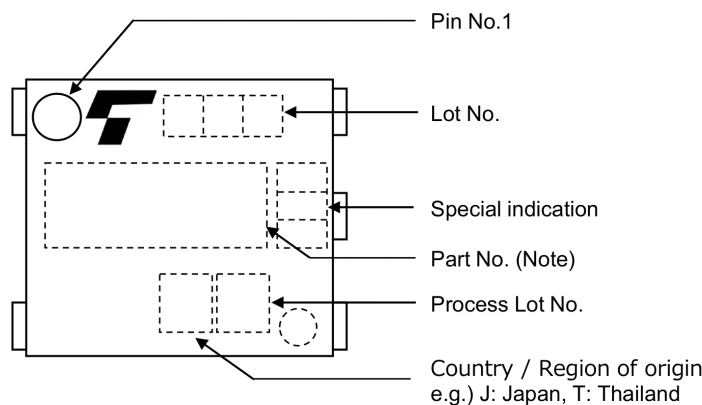 Pin No.1
Lot No.
Special indication
Part No. (Note)
Process Lot No.
Country / Region of origin
e.g.) J: Japan, T: Thailand